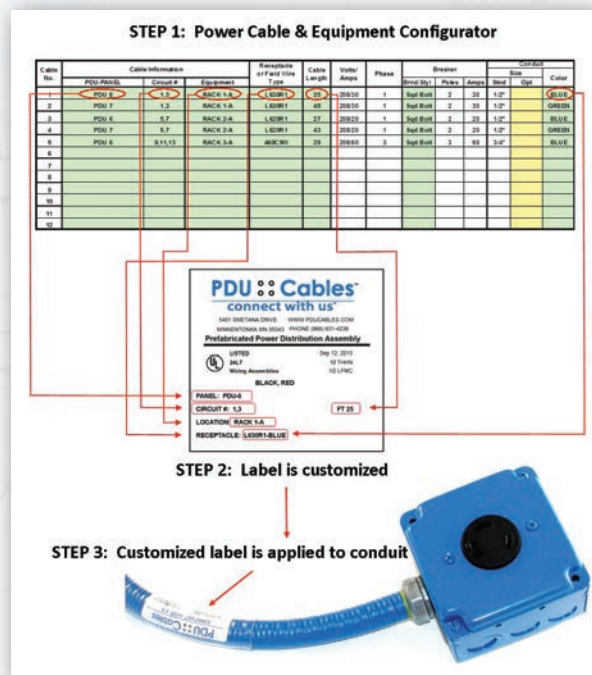 STEP 1: Power Cable & Equipment Configurator
Cable No. Cable Information Receptacle or Field Wire Type Cable Length Volts/ Amps Phase Breaker Conduit
PDU-PANEL Circuit # Equipment Brnd/Styl Poles Amps Size Color
Stnd Opt
1 PDU 6 1,3 RACK 1-A L630R1 25 208/30 1 Sqd Bolt 2 30 1/2" BLUE
2 PDU 7 1,3 RACK 1-A L630R1 45 208/30 1 Sqd Bolt 2 30 1/2" GREEN
3 PDU 6 5,7 RACK 2-A L620R1 27 208/20 1 Sqd Bolt 2 20 1/2" BLUE
4 PDU 7 5,7 RACK 2-A L620R1 43 208/20 1 Sqd Bolt 2 20 1/2" GREEN
5 PDU 6 9,11,13 RACK 3-A 208/60 3 Sqd Bolt 3 60 3/4" BLUE
6
7
8
9
10
11
12
PDU Cables
connect with us
5401 SMETANA DRIVE WWW.PDUCABLES.COM
MINNETONKA MN 55343 PHONE (866) 631-4238
Prefabricated Power Distribution Assembly
UL LISTED Sep 12, 2010
34L7 10 THHN
Wiring Assemblies 1/2 LFMC
BLACK, RED
PANEL: PDU-6
CIRCUIT #: 1,3 FT 25
LOCATION: RACK 1-A
RECEPTACLE: L630R1-BLUE
STEP 2: Label is customized
STEP 3: Customized label is applied to conduit
PDU Cables